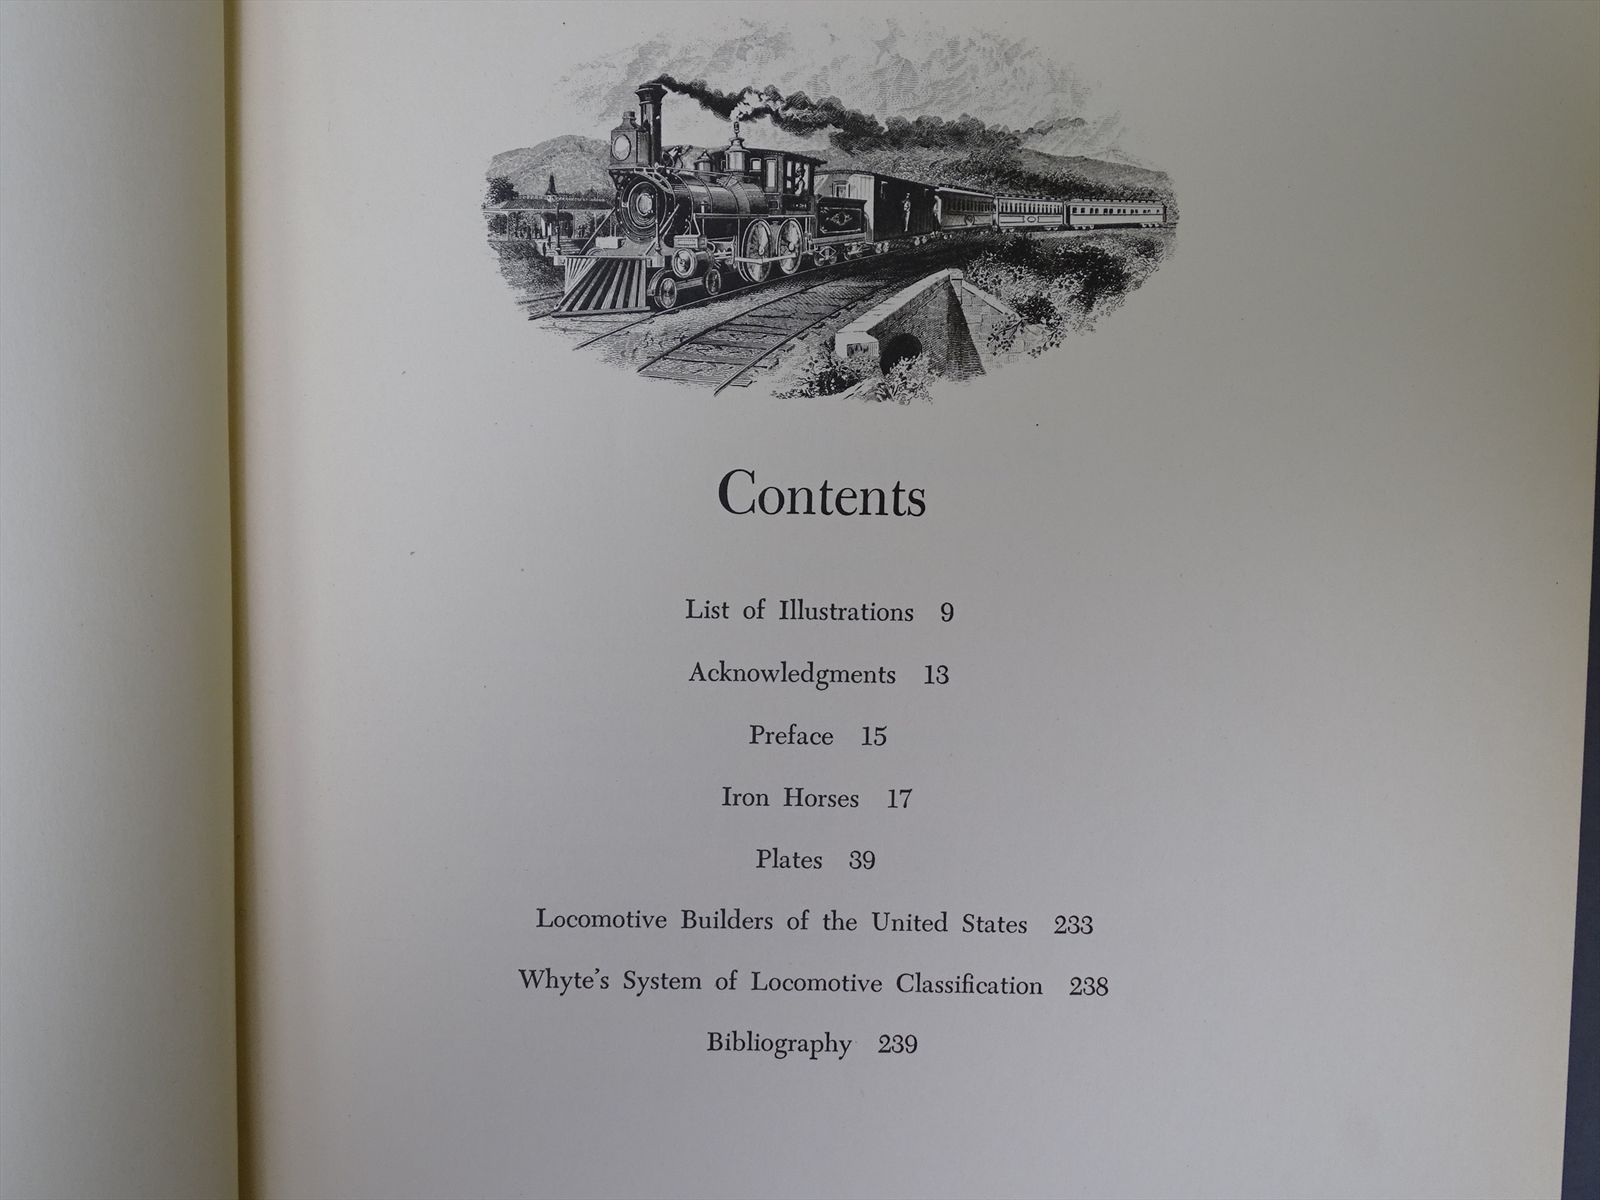 Contents
List of Illustrations 9
Acknowledgments 13
Preface 15
Iron Horses 17
Plates 39
Locomotive Builders of the United States 233
Whyte's System of Locomotive Classification 238
Bibliography 239